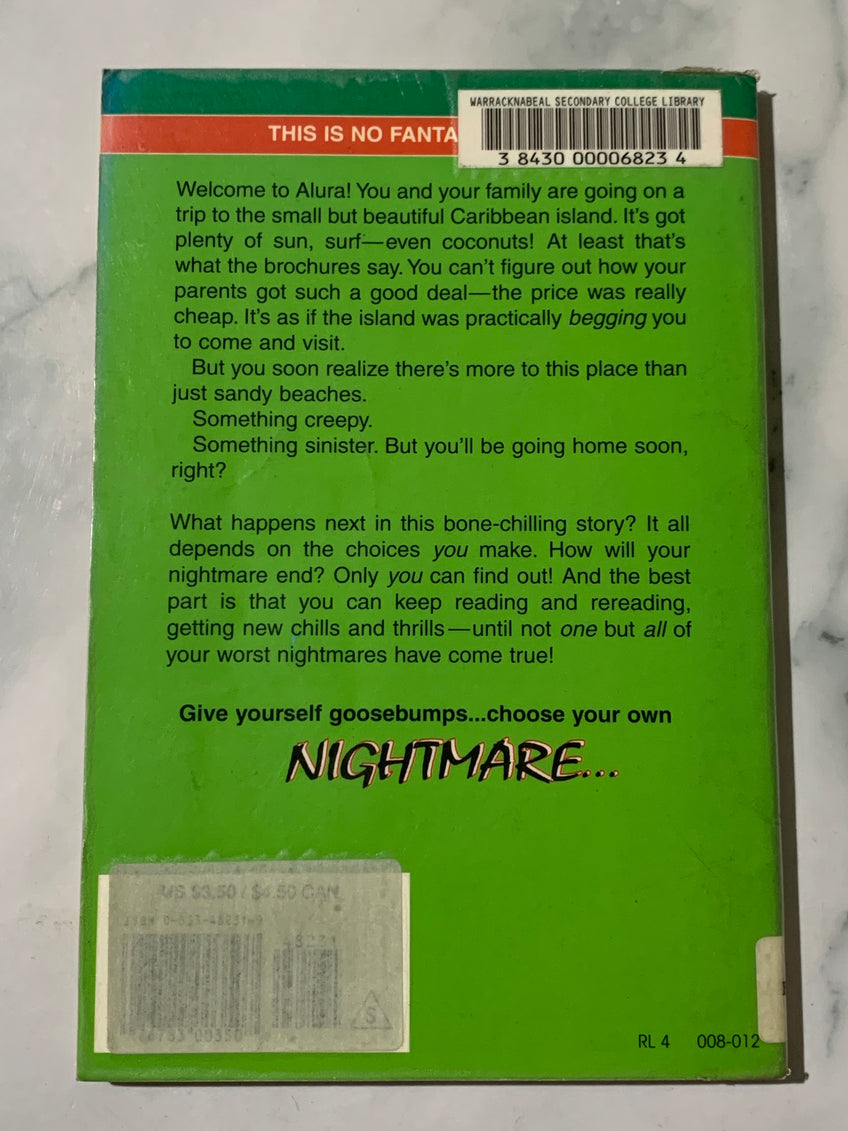 WARRACKNABEAL SECONDARY COLLEGE LIBRARY
3 8430 00006823 4
THIS IS NO FANTA
Welcome to Alura! You and your family are going on a
trip to the small but beautiful Caribbean island. It's got
plenty of sun, surf—even coconuts! At least that's
what the brochures say. You can't figure out how your
parents got such a good deal—the price was really
cheap. It's as if the island was practically begging you
to come and visit.
But you soon realize there's more to this place than
just sandy beaches.
Something creepy.
Something sinister. But you'll be going home soon,
right?
What happens next in this bone-chilling story? It all
depends on the choices you make. How will your
nightmare end? Only you can find out! And the best
part is that you can keep reading and rereading,
getting new chills and thrills—until not one but all of
your worst nightmares have come true!
Give yourself goosebumps...choose your own
NIGHTMARE...
US $3.50 / $4.50 CAN
ISBN
48231
S
RL 4 008-012